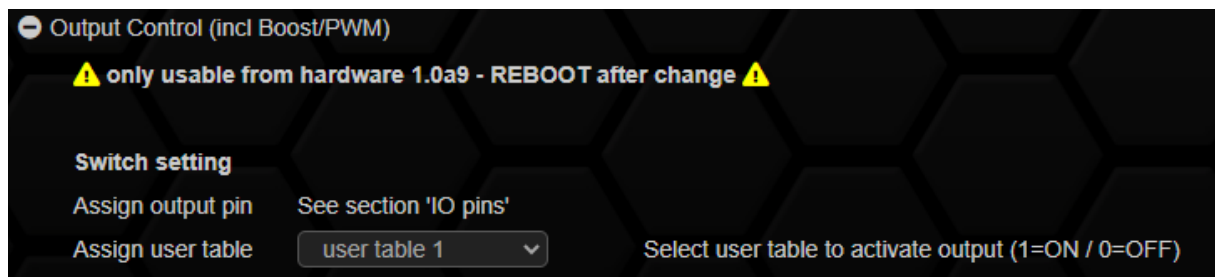 Output Control (incl Boost/PWM)
only usable from hardware 1.0a9 - REBOOT after change
Switch setting
Assign output pin See section 'IO pins'
Assign user table user table 1 Select user table to activate output (1=ON / 0=OFF)